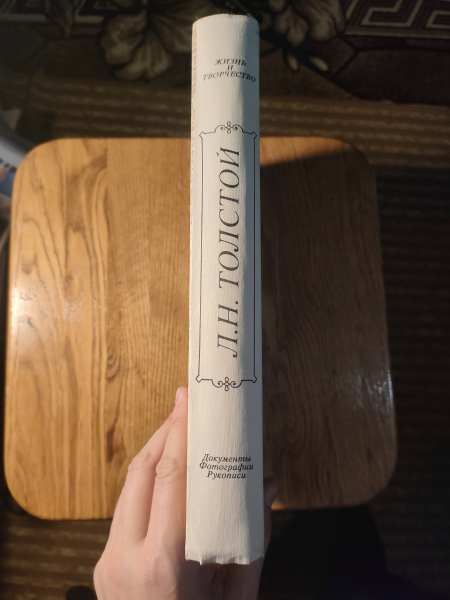 ЖИЗНЬ
И
ТВОРЧЕСТВО
Л.Н. ТОЛСТОЙ
Документы
Фотографии
Рукописи